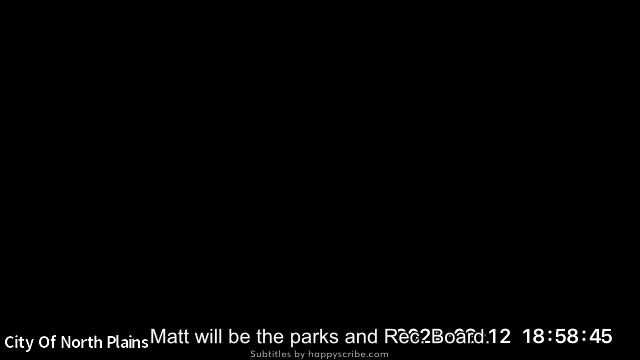 City Of North Plains Matt will be the parks and Rec. Board. 12 18:58:45
Subtitles by happyscribe.com